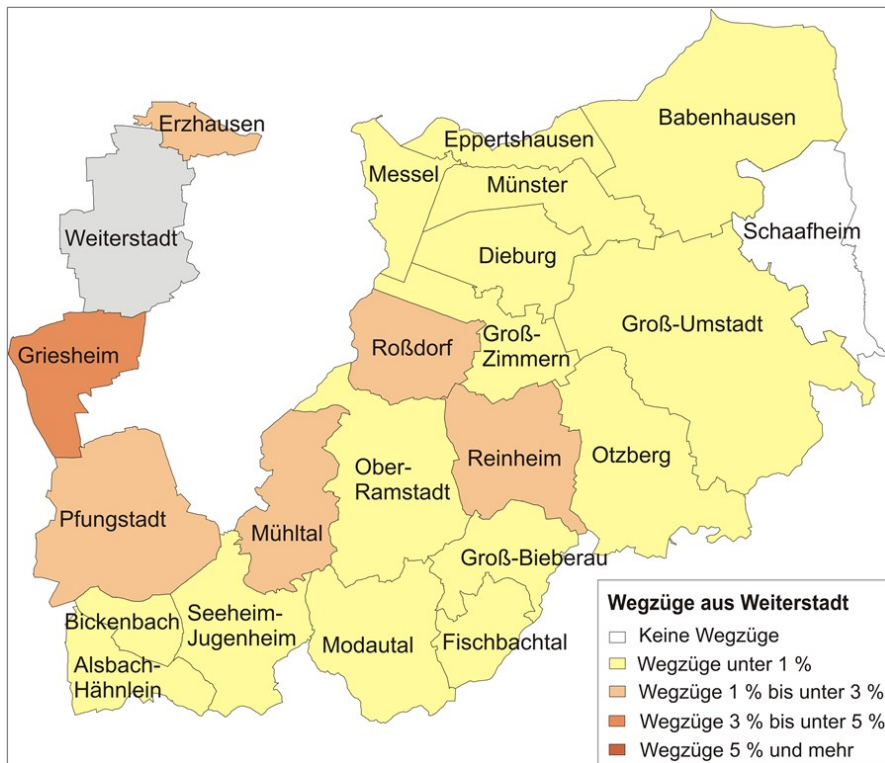 Erzhausen
Babenhausen
Eppertshausen
Messel
Münster
Schaafheim
Weiterstadt
Dieburg
Groß-Umstadt
Griesheim
Roßdorf
Groß-
Zimmern
Reinheim
Otzberg
Ober-
Ramstadt
Pfungstadt
Mühltal
Groß-Bieberau
Bickenbach
Seeheim-
Jugenheim
Modautal
Fischbachtal
Alsbach-
Hähnlein
Wegzüge aus Weiterstadt
Keine Wegzüge
Wegzüge unter 1 %
Wegzüge 1 % bis unter 3 %
Wegzüge 3 % bis unter 5 %
Wegzüge 5 % und mehr